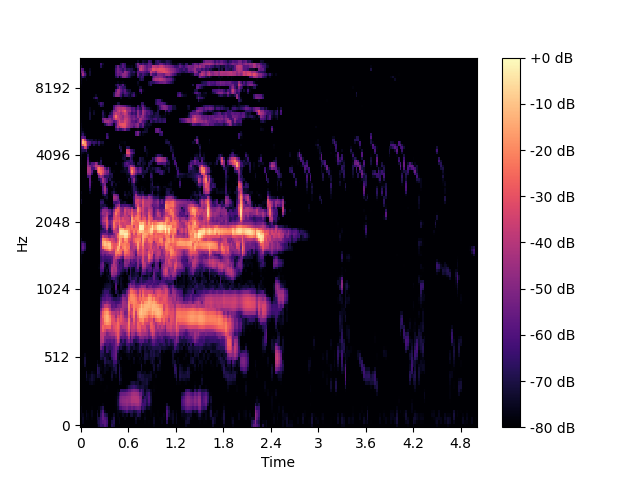 8192
4096
2048
1024
512
0
Hz
0 0.6 1.2 1.8 2.4 3 3.6 4.2 4.8
Time
+0 dB
-10 dB
-20 dB
-30 dB
-40 dB
-50 dB
-60 dB
-70 dB
-80 dB